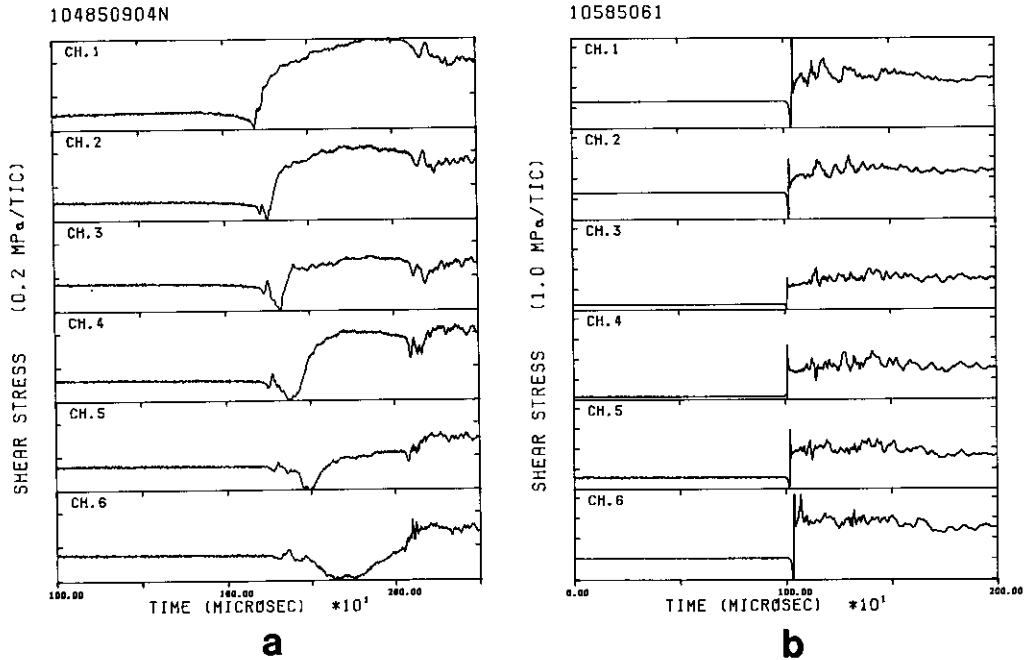 104850904N
CH.1
CH.2
CH.3
CH.4
CH.5
CH.6
SHEAR STRESS (0.2 MPa/TIC)
100.00 160.00 200.00
TIME (MICROSEC) *10¹
a
10585061
CH.1
CH.2
CH.3
CH.4
CH.5
CH.6
SHEAR STRESS (1.0 MPa/TIC)
0.00 100.00 200.00
TIME (MICROSEC) *10¹
b